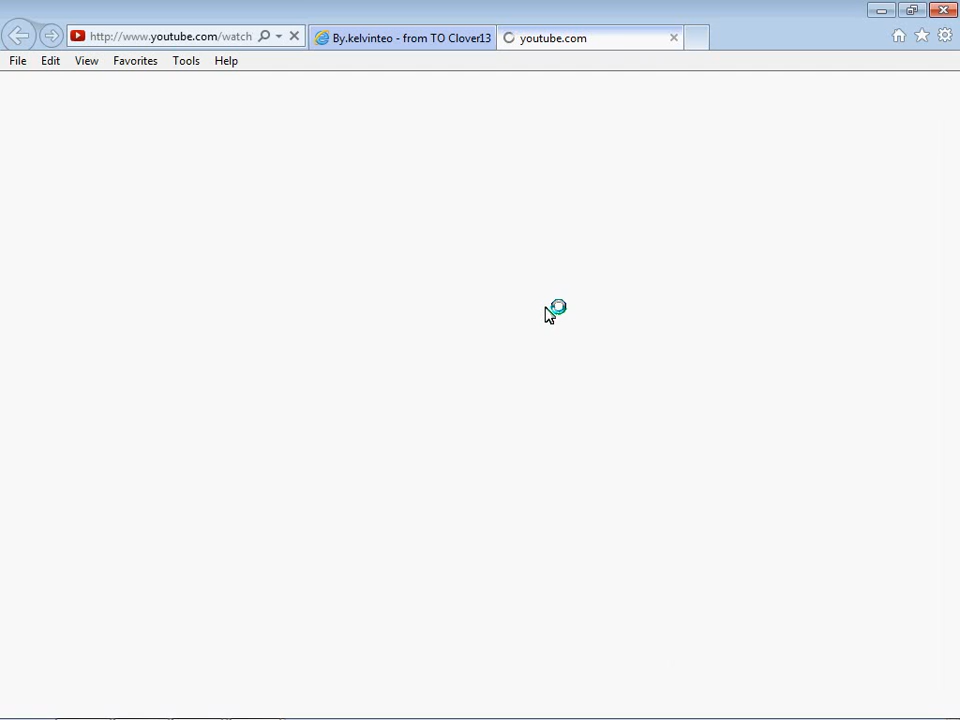 http://www.youtube.com/watch
By.kelvinteo - from TO Clover13
youtube.com
File Edit View Favorites Tools Help